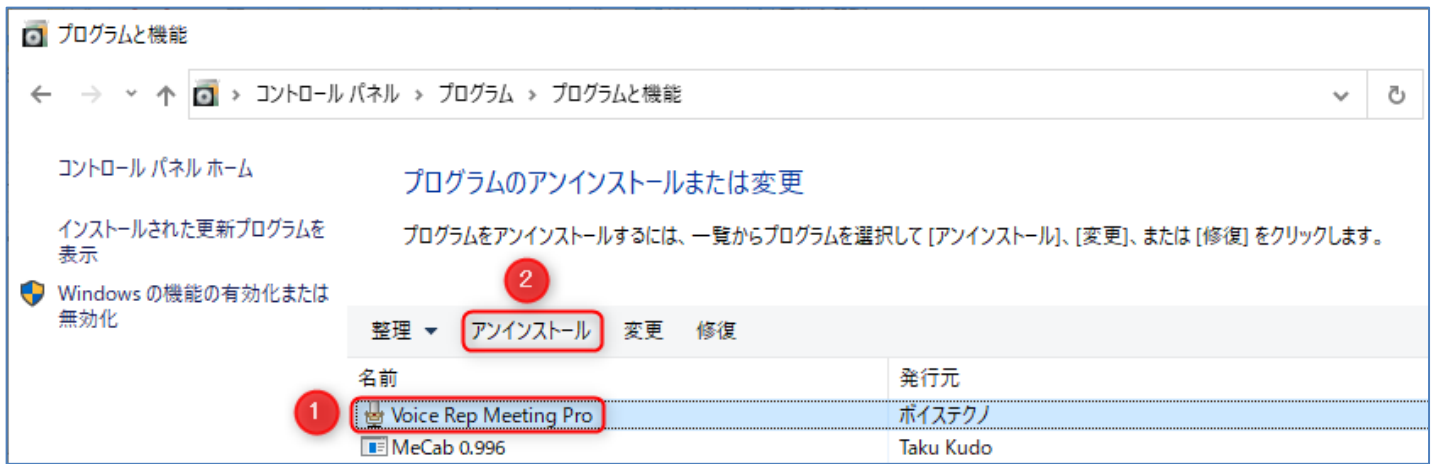 プログラムと機能
コントロール パネル › プログラム › プログラムと機能
コントロール パネル ホーム
プログラムのアンインストールまたは変更
インストールされた更新プログラムを
表示
プログラムをアンインストールするには、一覧からプログラムを選択して [アンインストール]、[変更]、または [修復] をクリックします。
Windows の機能の有効化または
無効化
2
整理 アンインストール 変更 修復
名前 発行元
1 Voice Rep Meeting Pro ボイステクノ
MeCab 0.996 Taku Kudo